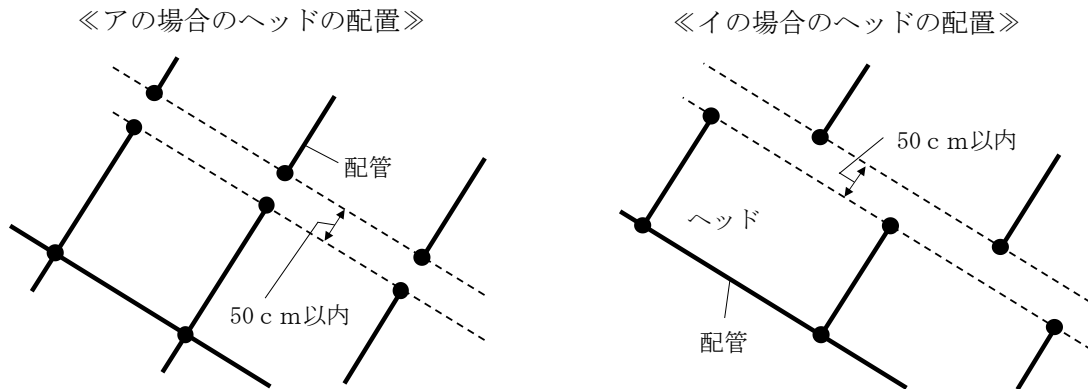 ≪アの場合のヘッドの配置≫
配管
50ｃｍ以内
≪イの場合のヘッドの配置≫
50ｃｍ以内
ヘッド
配管